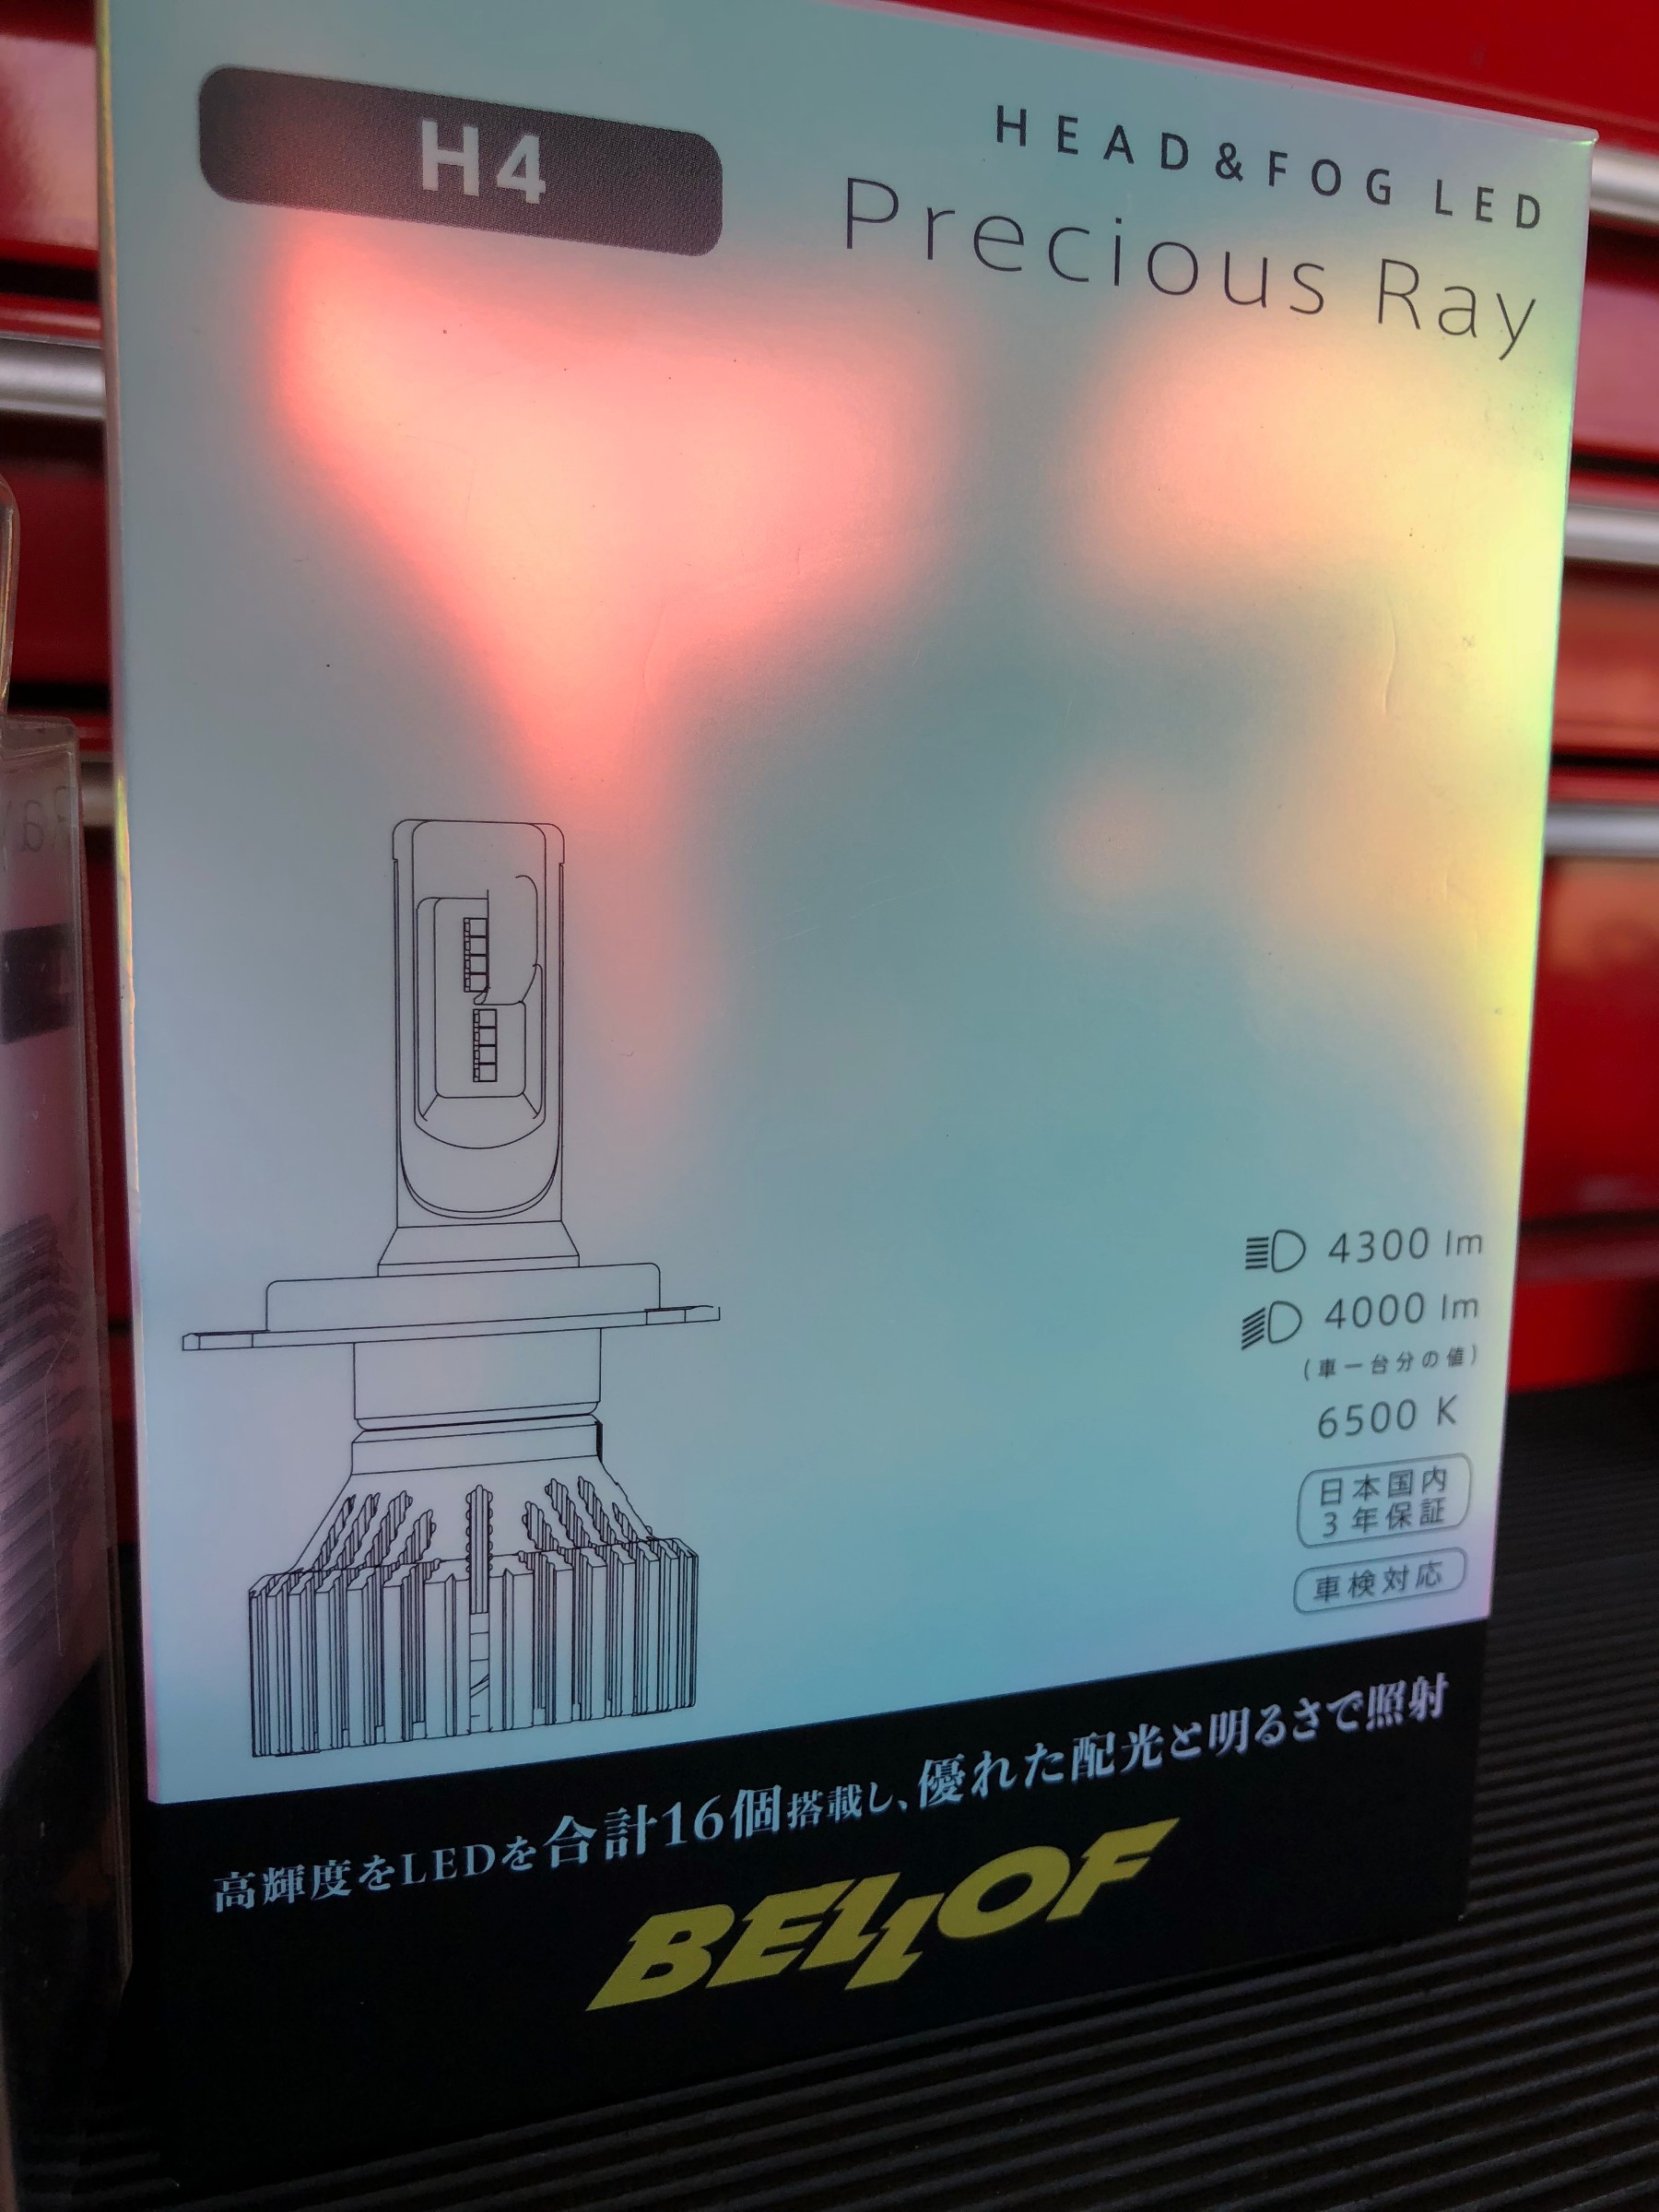 H4
HEAD&FOG LED
Precious Ray
4300 lm
4000 lm
(車一台分の値)
6500 K
日本国内
3年保証
車検対応
高輝度をLEDを合計16個搭載し、優れた配光と明るさで照射
BELLOF